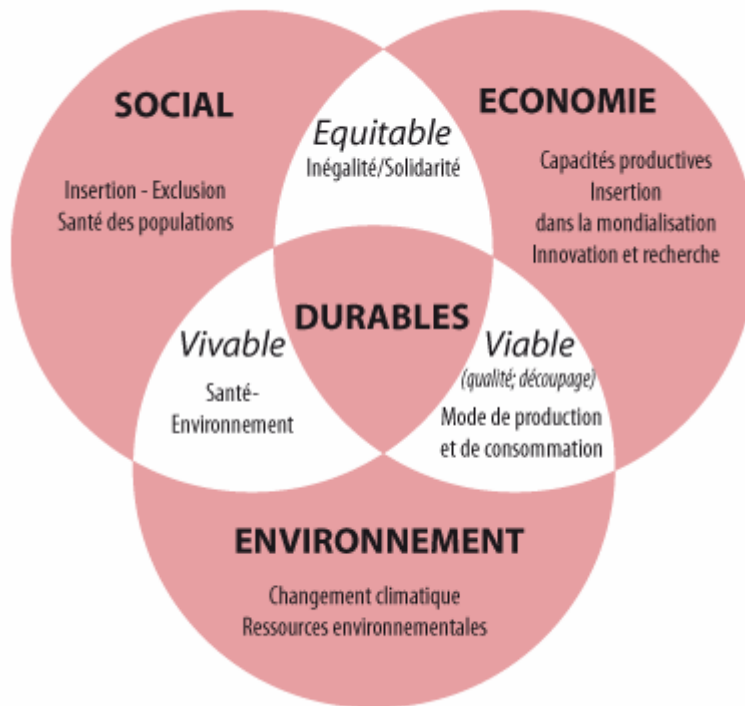 SOCIAL
Insertion - Exclusion
Santé des populations
Equitable
Inégalité/Solidarité
ECONOMIE
Capacités productives
Insertion
dans la mondialisation
Innovation et recherche
DURABLES
Vivable
Santé-
Environnement
Viable
(qualité; découpage)
Mode de production
et de consommation
ENVIRONNEMENT
Changement climatique
Ressources environnementales